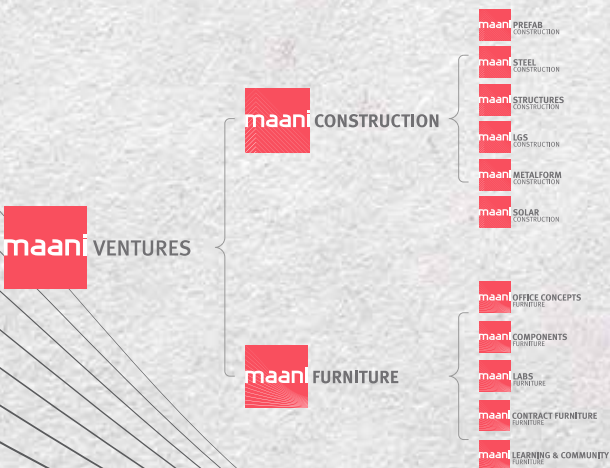 maani VENTURES
maani CONSTRUCTION
maani PREFAB
CONSTRUCTION
maani STEEL
CONSTRUCTION
maani STRUCTURES
CONSTRUCTION
maani LGS
CONSTRUCTION
maani METALFORM
CONSTRUCTION
maani SOLAR
CONSTRUCTION
maani FURNITURE
maani OFFICE CONCEPTS
FURNITURE
maani COMPONENTS
FURNITURE
maani LABS
FURNITURE
maani CONTRACT FURNITURE
FURNITURE
maani LEARNING & COMMUNITY
FURNITURE